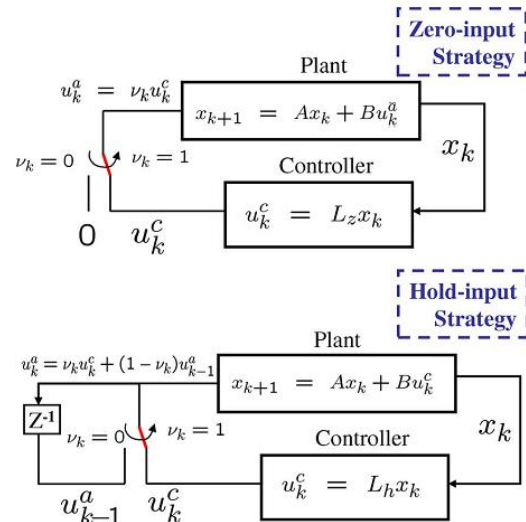 Zero-input
Strategy
Plant
u_k^a = ν_k u_k^c
x_{k+1} = Ax_k + Bu_k^a
x_k
ν_k = 0
ν_k = 1
Controller
0
u_k^c
u_k^c = L_z x_k
Hold-input
Strategy
Plant
u_k^a = ν_k u_k^c + (1 − ν_k)u_{k−1}^a
x_{k+1} = Ax_k + Bu_k^c
Z^{-1}
ν_k = 0
ν_k = 1
x_k
Controller
u_{k−1}^a
u_k^c
u_k^c = L_h x_k